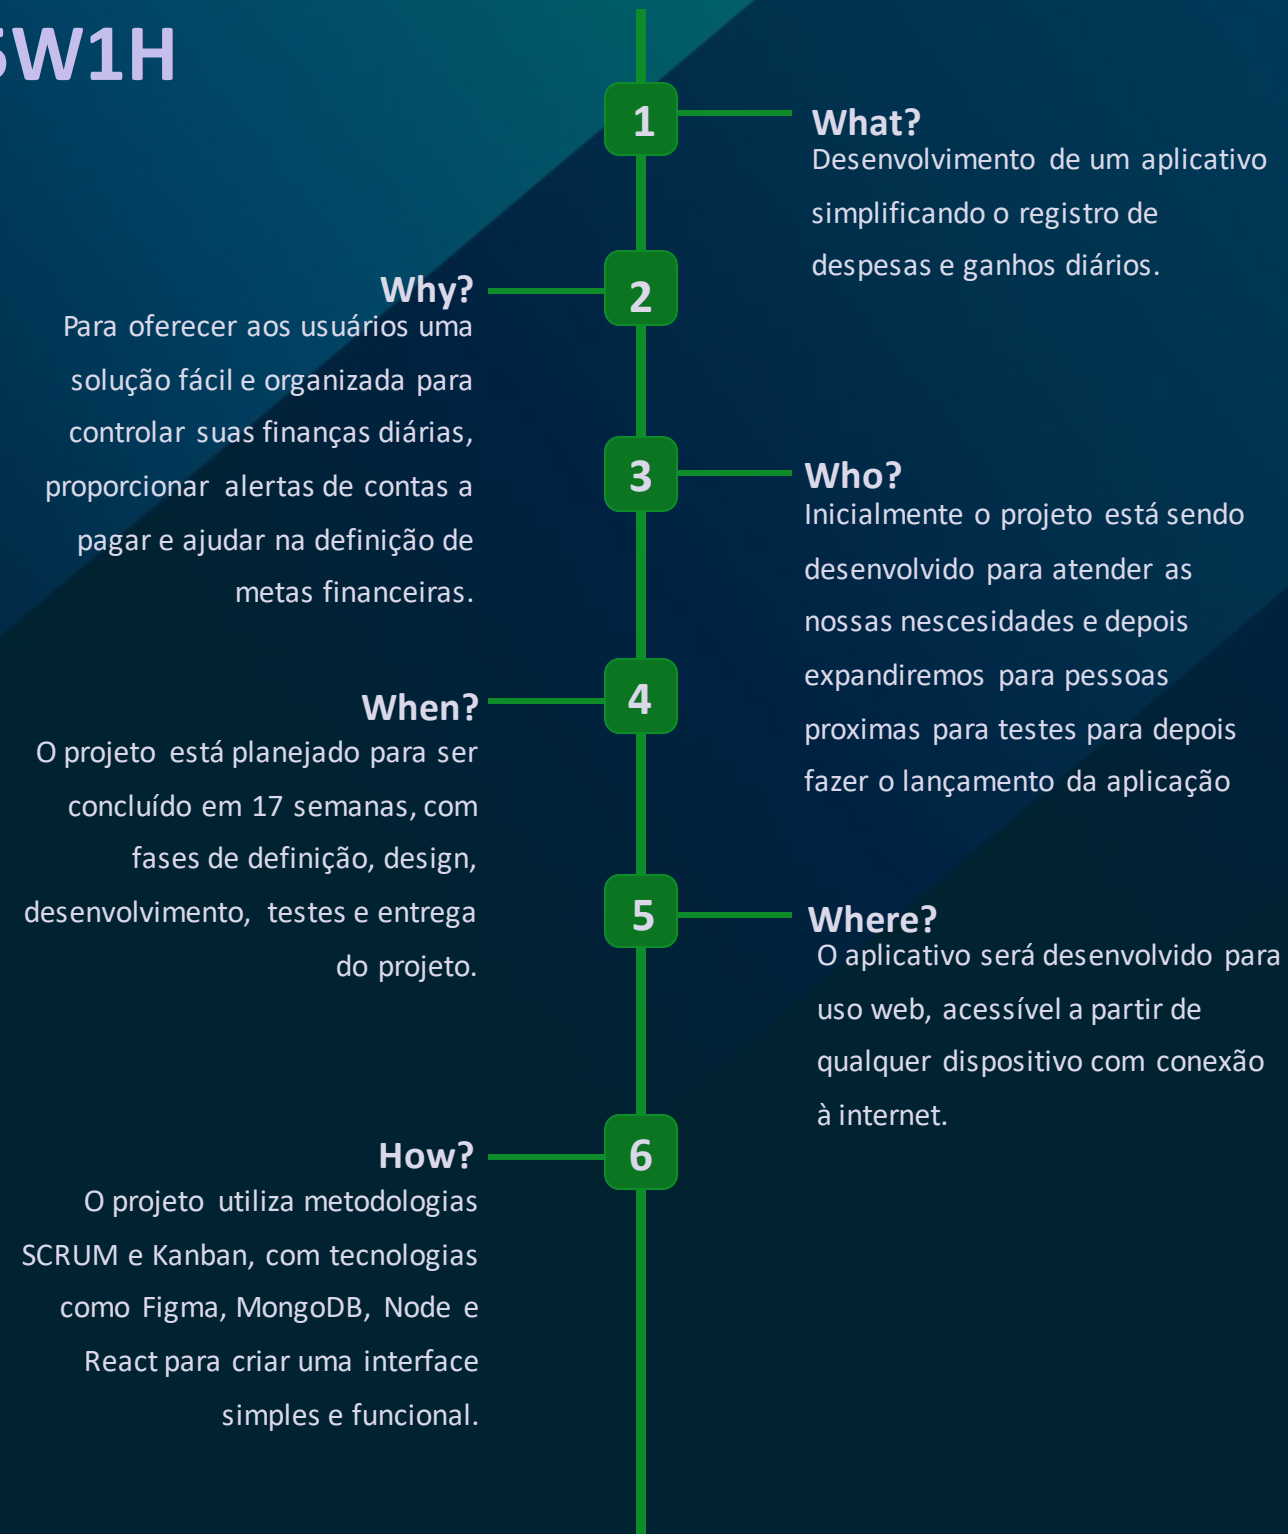 5W1H
1
What?
Desenvolvimento de um aplicativo
simplificando o registro de
despesas e ganhos diários.
2
Why?
Para oferecer aos usuários uma
solução fácil e organizada para
controlar suas finanças diárias,
proporcionar alertas de contas a
pagar e ajudar na definição de
metas financeiras.
3
Who?
Inicialmente o projeto está sendo
desenvolvido para atender as
nossas nescesidades e depois
expandiremos para pessoas
proximas para testes para depois
fazer o lançamento da aplicação
4
When?
O projeto está planejado para ser
concluído em 17 semanas, com
fases de definição, design,
desenvolvimento, testes e entrega
do projeto.
5
Where?
O aplicativo será desenvolvido para
uso web, acessível a partir de
qualquer dispositivo com conexão
à internet.
6
How?
O projeto utiliza metodologias
SCRUM e Kanban, com tecnologias
como Figma, MongoDB, Node e
React para criar uma interface
simples e funcional.